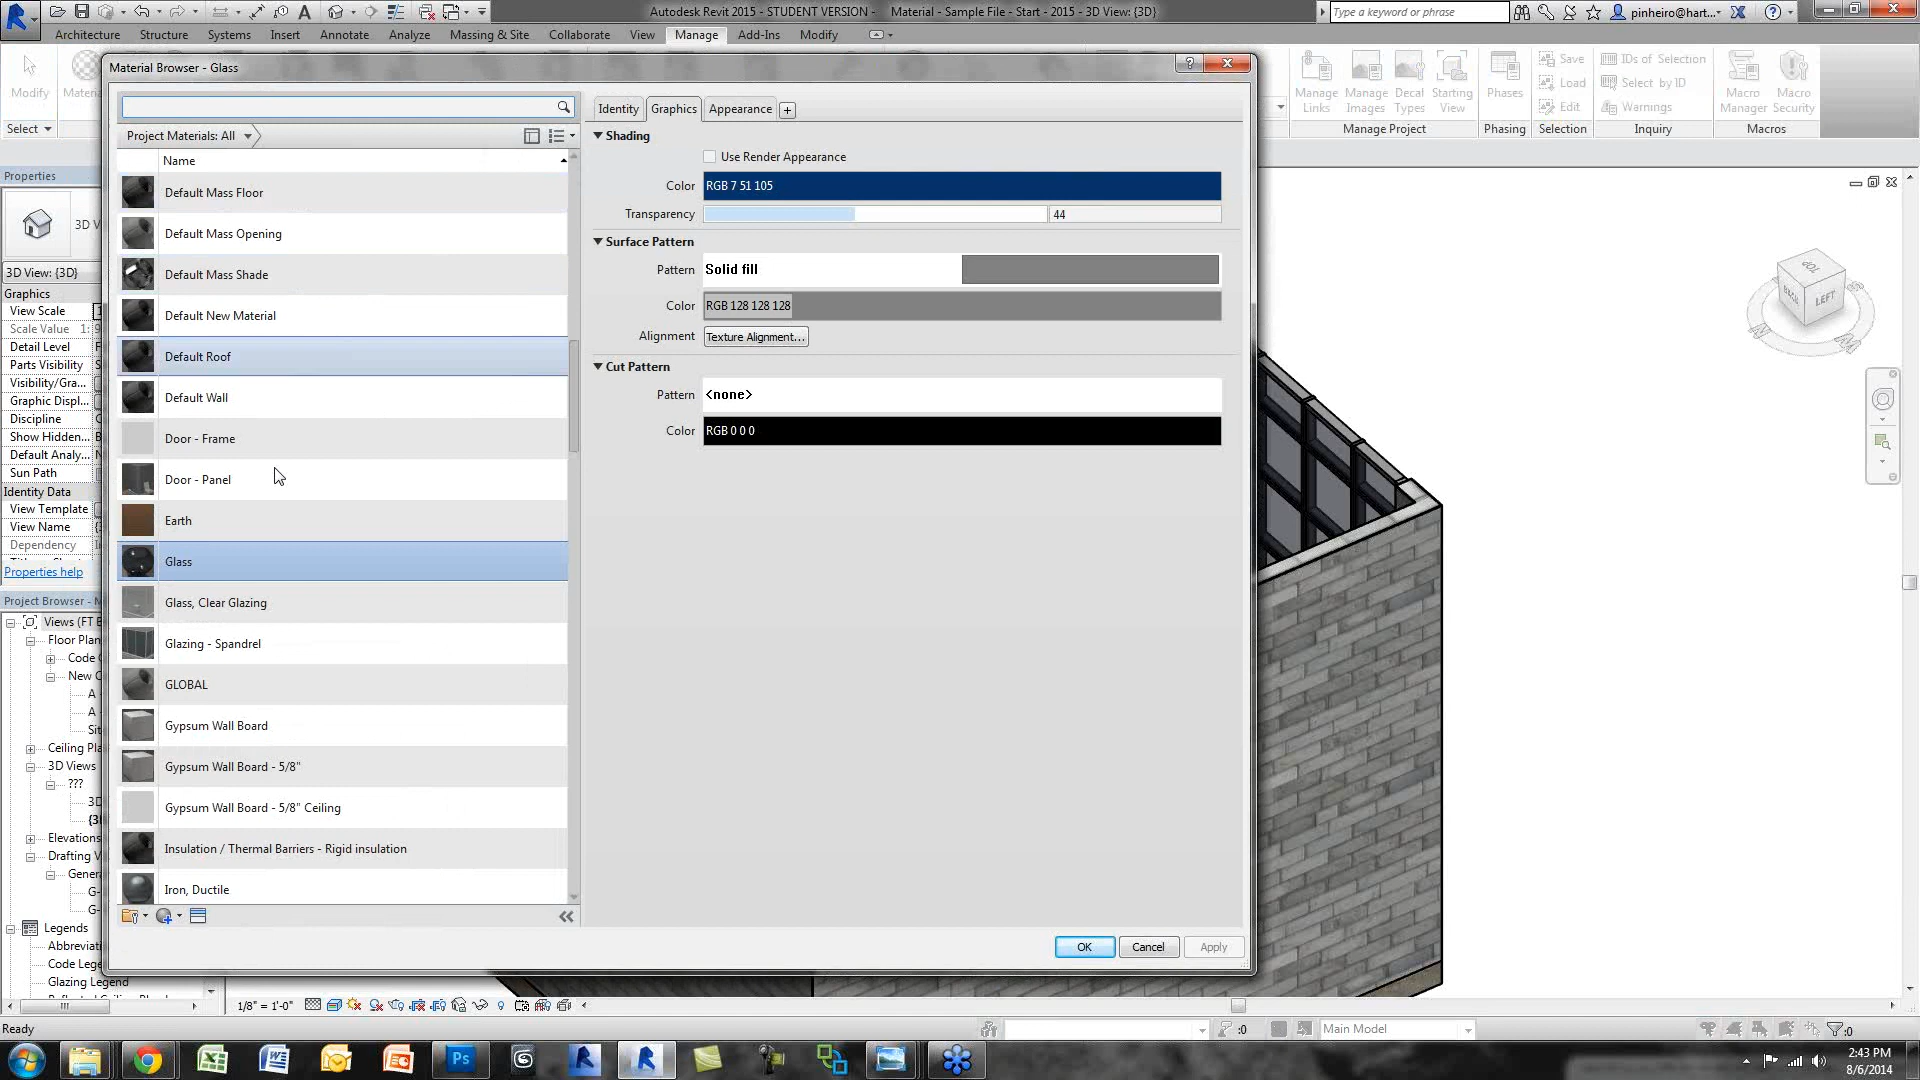 Autodesk Revit 2015 - STUDENT VERSION - Material - Sample File - Start - 2015 - 3D View: {3D}
Type a keyword or phrase
pinheiro@hart...
Architecture Structure Systems Insert Annotate Analyze Massing & Site Collaborate View Manage Add-Ins Modify
Modify
Select
Material Browser - Glass
Project Materials: All
Name
Default Mass Floor
Default Mass Opening
Default Mass Shade
Default New Material
Default Roof
Default Wall
Door - Frame
Door - Panel
Earth
Glass
Glass, Clear Glazing
Glazing - Spandrel
GLOBAL
Gypsum Wall Board
Gypsum Wall Board - 5/8"
Gypsum Wall Board - 5/8" Ceiling
Insulation / Thermal Barriers - Rigid insulation
Iron, Ductile
Identity Graphics Appearance
Shading
Use Render Appearance
Color RGB 7 51 105
Transparency 44
Surface Pattern
Pattern Solid fill
Color RGB 128 128 128
Alignment Texture Alignment...
Cut Pattern
Pattern <none>
Color RGB 0 0 0
OK Cancel Apply
Manage Links
Manage Images
Decal Types
Starting View
Manage Project
Phases
Phasing
Save
Load
Edit
Selection
IDs of Selection
Select by ID
Warnings
Inquiry
Macro Manager
Macro Security
Macros
TOP
BACK
LEFT
Properties
3D V
3D View: {3D}
Graphics
View Scale
Scale Value 1:
Detail Level
Parts Visibility
Visibility/Gra...
Graphic Displ...
Discipline
Show Hidden...
Default Analy...
Sun Path
Identity Data
View Template
View Name
Dependency
Properties help
Project Browser - M
Views (FT B
Floor Plan
Code
New C
A
A
Sit
Ceiling Pla
3D Views
???
3D
{3D
Elevations
Drafting V
Genera
G-
G-
Legends
Abbreviati
Code Lege
Glazing Legend
1/8" = 1'-0"
Ready
:0
Main Model
:0
2:43 PM
8/6/2014